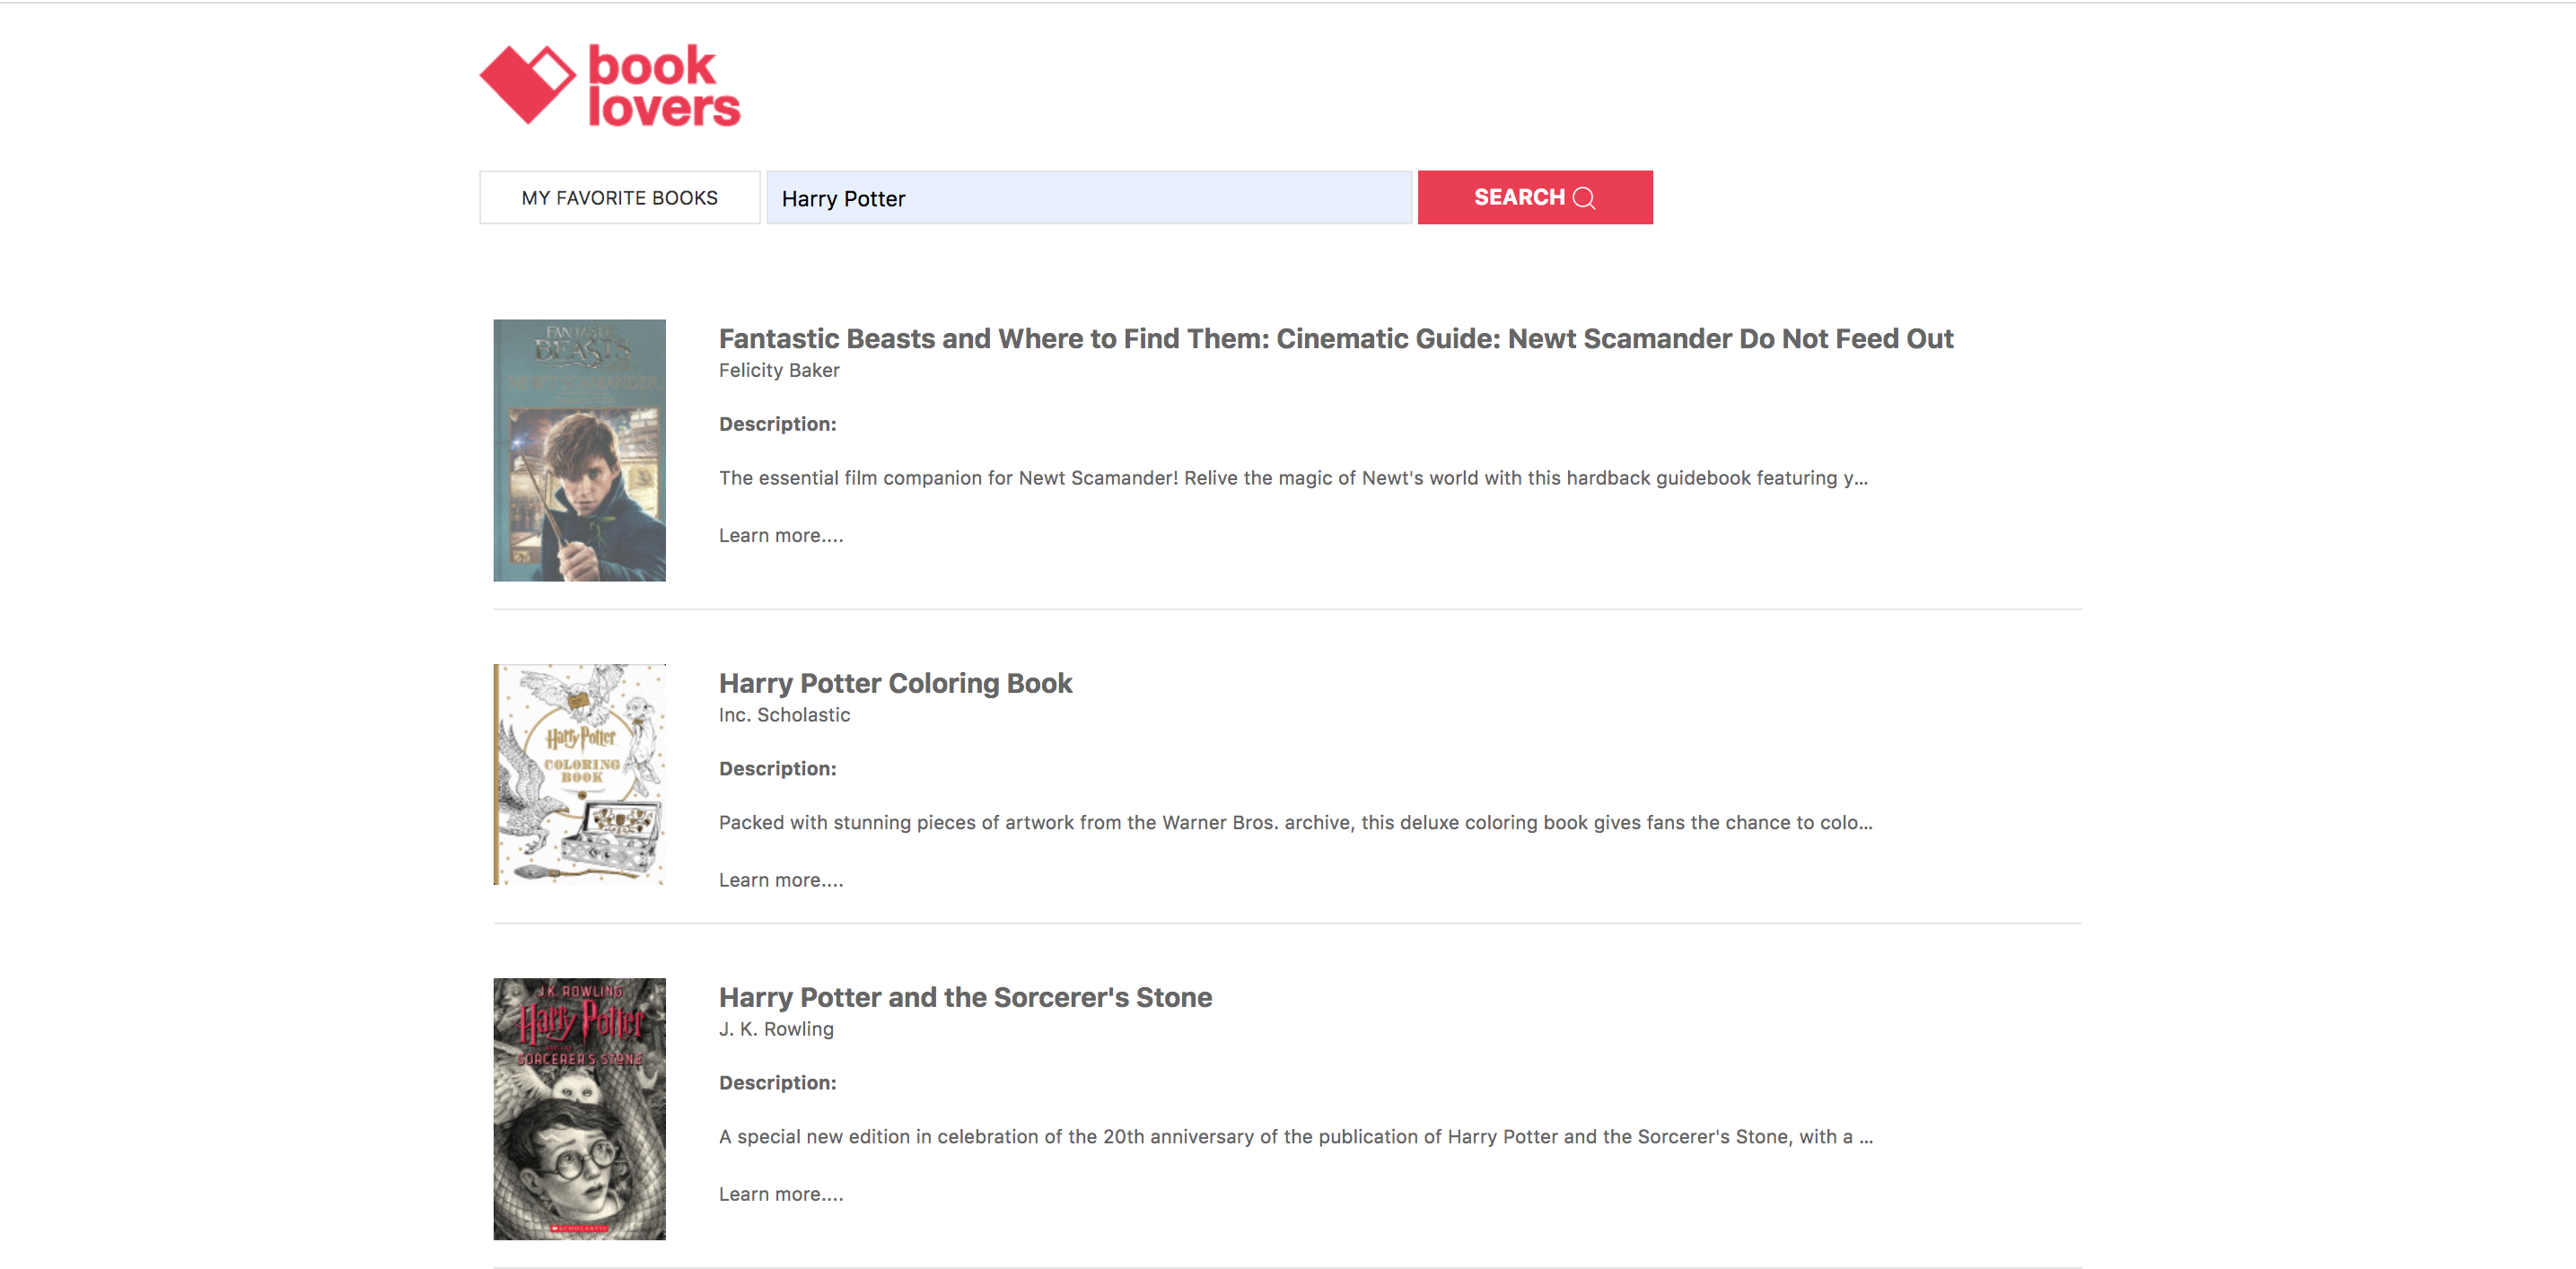 book
lovers
MY FAVORITE BOOKS
Harry Potter
SEARCH
FANTASTIC
BEASTS
NEWT SCAMANDER
Fantastic Beasts and Where to Find Them: Cinematic Guide: Newt Scamander Do Not Feed Out
Felicity Baker
Description:
The essential film companion for Newt Scamander! Relive the magic of Newt's world with this hardback guidebook featuring y...
Learn more....
Harry Potter
COLORING
BOOK
Harry Potter Coloring Book
Inc. Scholastic
Description:
Packed with stunning pieces of artwork from the Warner Bros. archive, this deluxe coloring book gives fans the chance to colo...
Learn more....
J.K. ROWLING
Harry Potter
AND THE
SORCERER'S STONE
SCHOLASTIC
Harry Potter and the Sorcerer's Stone
J. K. Rowling
Description:
A special new edition in celebration of the 20th anniversary of the publication of Harry Potter and the Sorcerer's Stone, with a ...
Learn more....